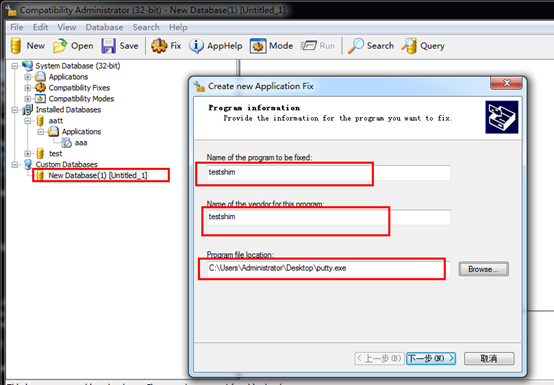 Compatibility Administrator (32-bit) - New Database(1) [Untitled_1]
File Edit View Database Search Help
New Open Save Fix AppHelp Mode Run Search Query
System Database (32-bit)
Applications
Compatibility Fixes
Compatibility Modes
Installed Databases
aatt
Applications
aaa
test
Custom Databases
New Database(1) [Untitled_1]
Create new Application Fix
Program information
Provide the information for the program you want to fix.
Name of the program to be fixed:
testshim
Name of the vendor for this program:
testshim
Program file location:
C:\Users\Administrator\Desktop\putty.exe
Browse...
< 上一步(B) 下一步(N) > 取消